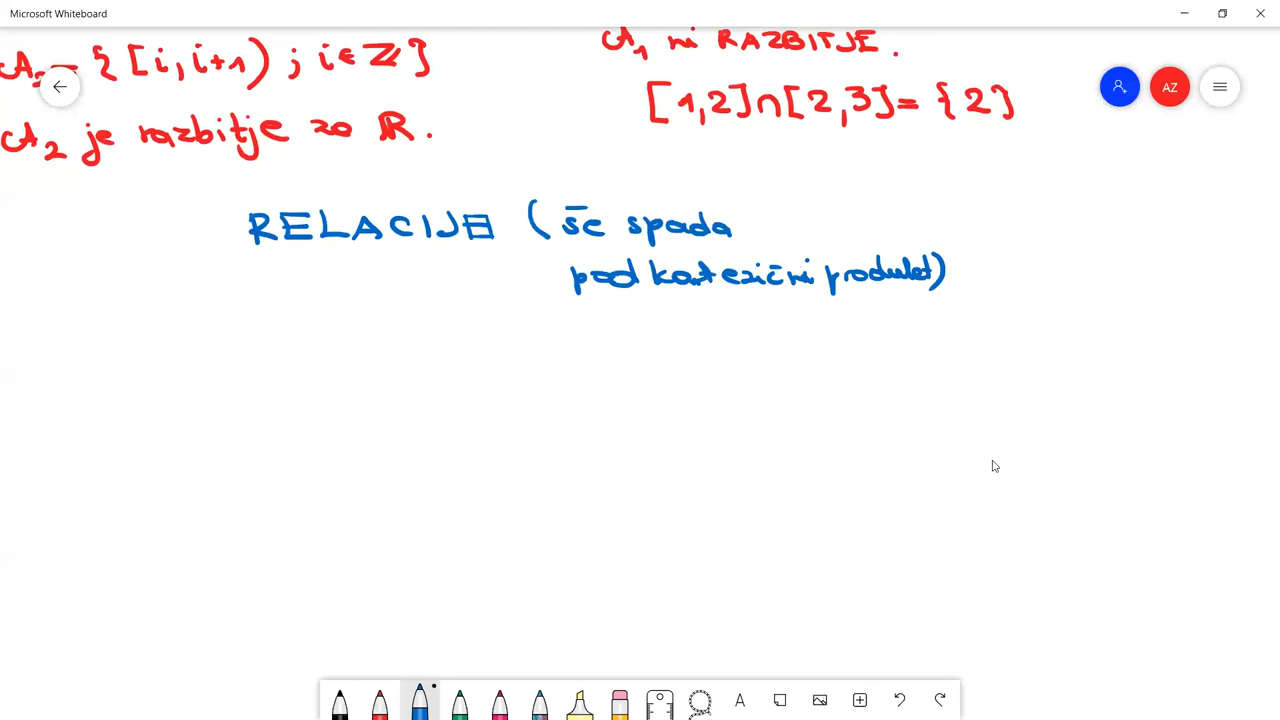 Microsoft Whiteboard
𝒜₂ = { [i, i+1) ; i ∈ ℤ }
𝒜₂ je razbitje za ℝ.
𝒜₁ ni RAZBITJE.
[1,2]∩[2,3]= {2}
AZ
RELACIJE ( še spada
pod kartezični produkt)
A